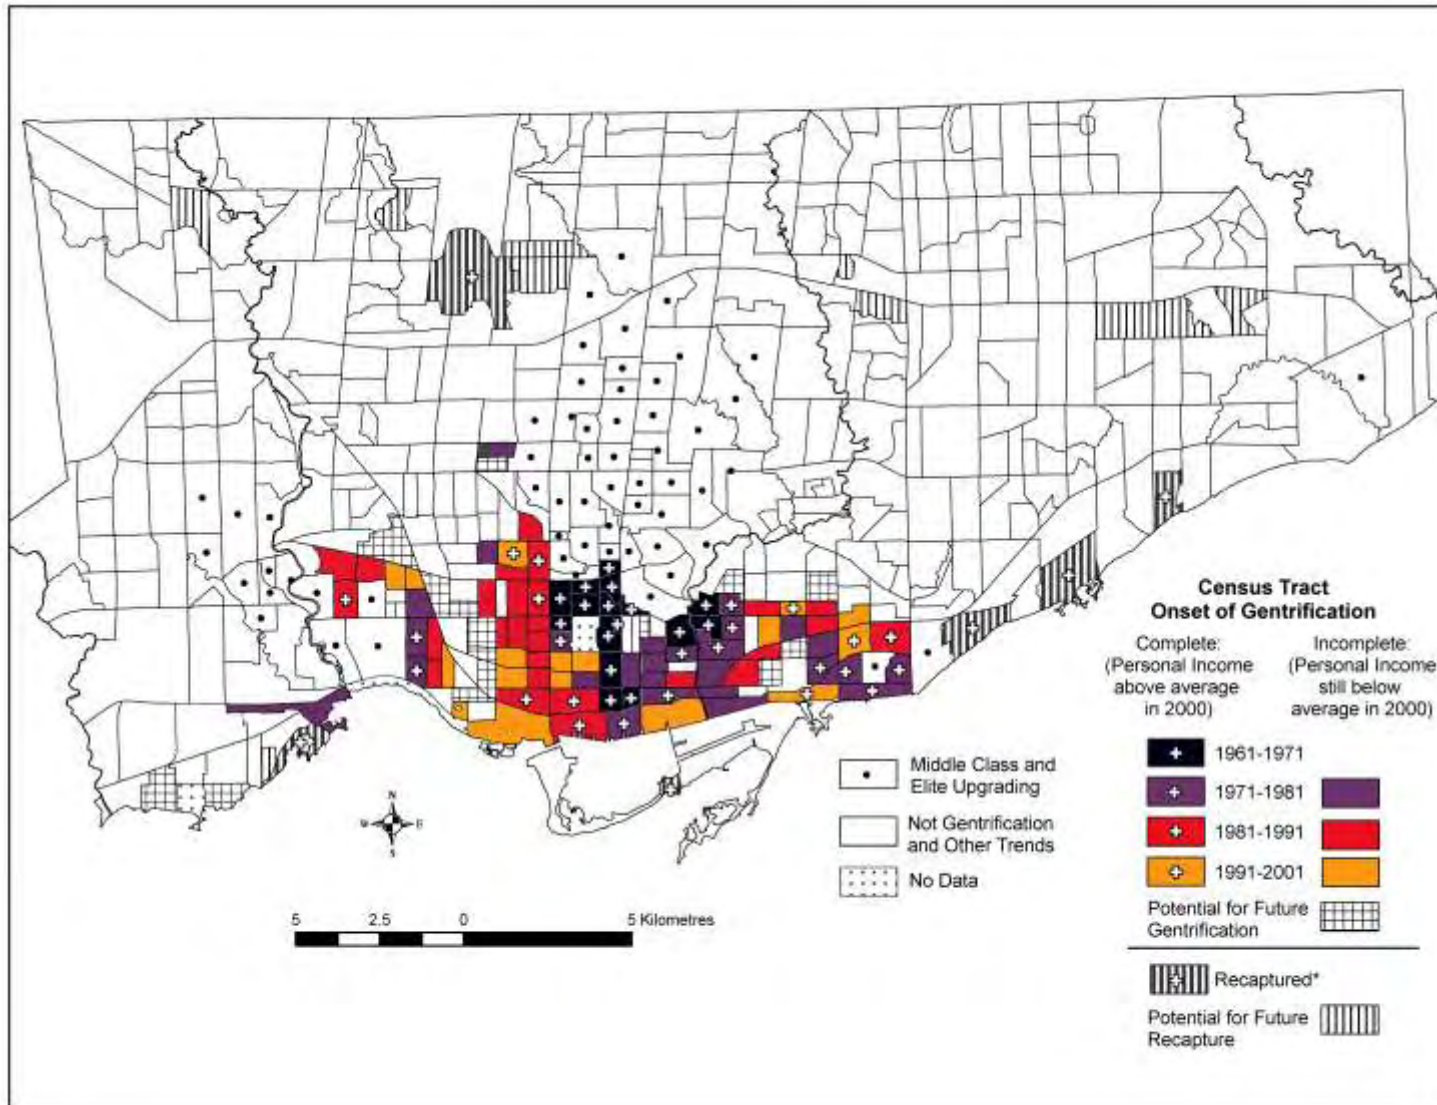 N
W E
S
5 2.5 0 5 Kilometres
Middle Class and
Elite Upgrading
Not Gentrification
and Other Trends
No Data
Census Tract
Onset of Gentrification
Complete:
(Personal Income
above average
in 2000)
Incomplete:
(Personal Income
still below
average in 2000)
1961-1971
1971-1981
1981-1991
1991-2001
Potential for Future
Gentrification
Recaptured*
Potential for Future
Recapture